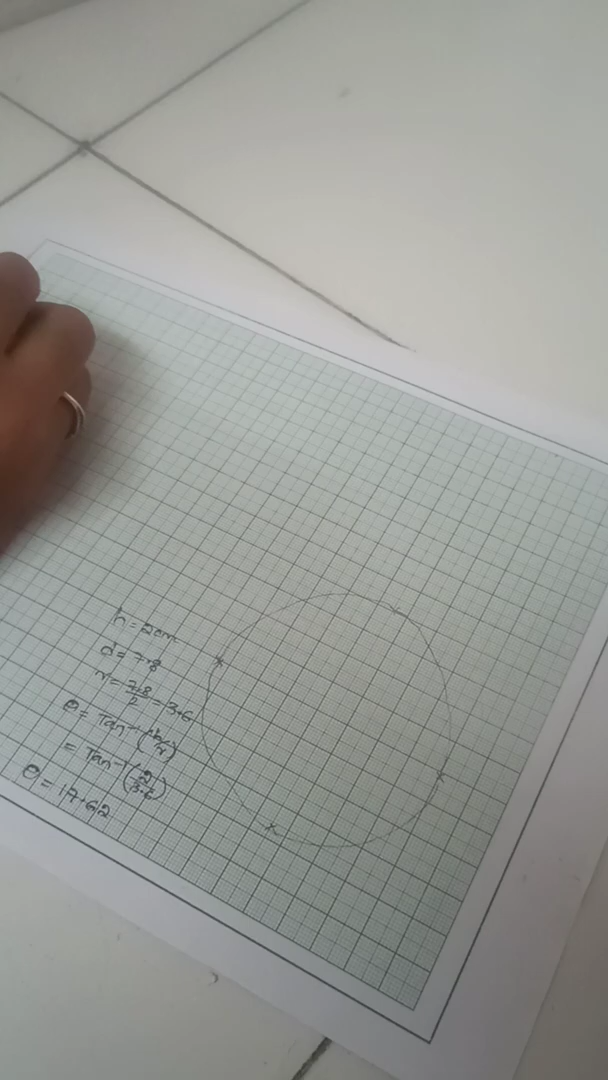 h = 2cm
d = 7.8
r = 7.8/2 = 3.6
θ = Tan-1 (h/r)
= Tan-1 (2/3.6)
θ = 17.62